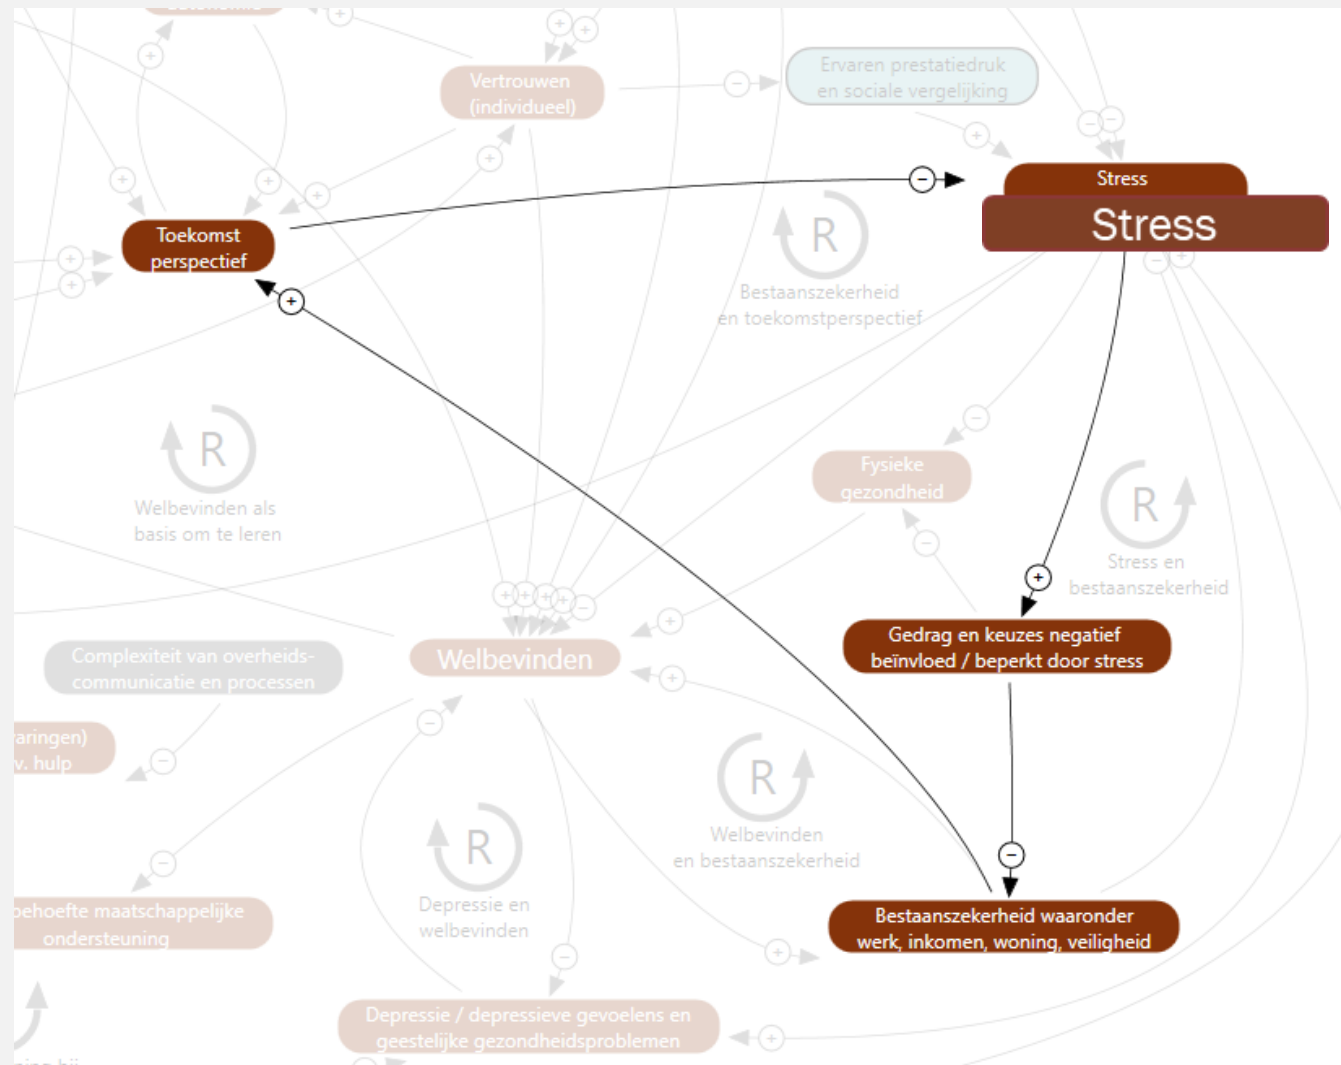 +
+
+
+
Vertrouwen
(individueel)
−
Ervaren prestatiedruk
en sociale vergelijking
+
−
−
+
+
+
+
Toekomst
perspectief
−
Stress
Stress
+
+
+
R
Bestaanszekerheid
en toekomstperspectief
−
+
R
Welbevinden als
basis om te leren
−
Fysieke
gezondheid
−
R
Stress en
bestaanszekerheid
+
+
+
+
+
−
+
Gedrag en keuzes negatief
beïnvloed / beperkt door stress
Complexiteit van overheids-
communicatie en processen
Welbevinden
+
−
aringen)
v. hulp
−
R
Welbevinden
en bestaanszekerheid
−
−
R
Depressie en
welbevinden
behoefte maatschappelijke
ondersteuning
Bestaanszekerheid waaronder
werk, inkomen, woning, veiligheid
−
+
Depressie / depressieve gevoelens en
geestelijke gezondheidsproblemen
+